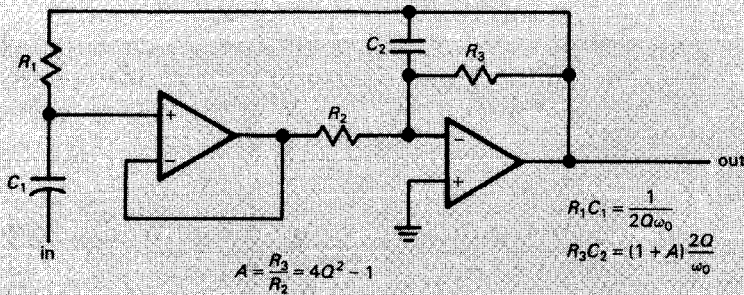 C₂
R₃
R₁
+
−
R₂
−
+
out
C₁
in
R₁C₁ = 1/(2Qω₀)
R₃C₂ = (1 + A) 2Q/ω₀
A = R₃/R₂ = 4Q² − 1